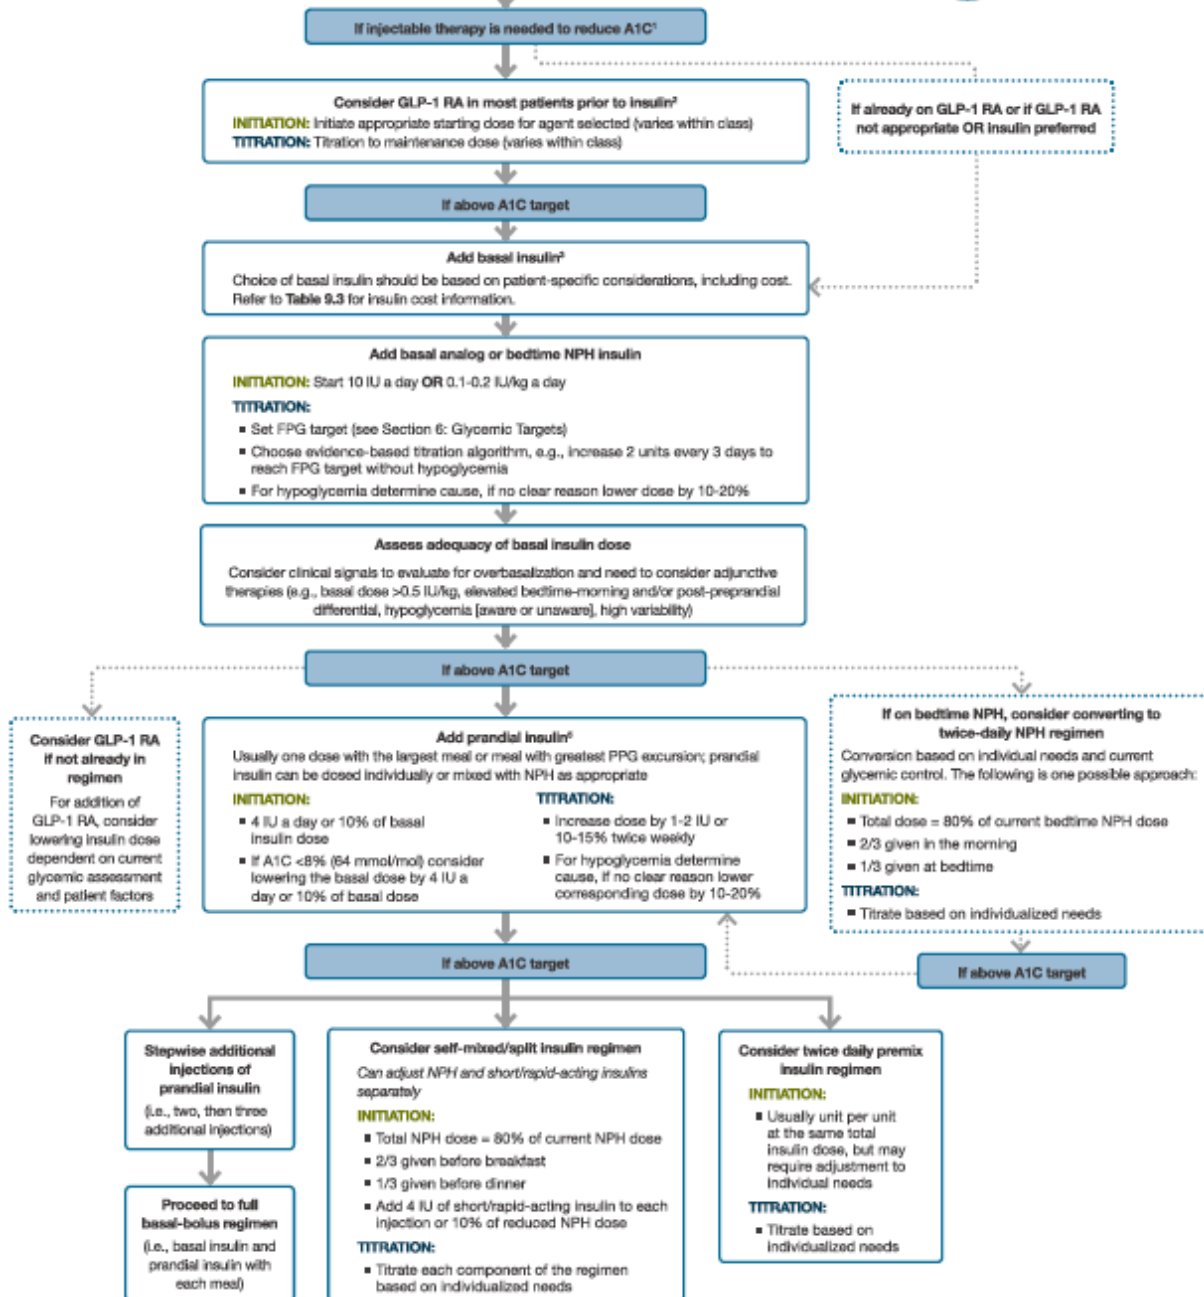 If injectable therapy is needed to reduce A1C¹
Consider GLP-1 RA in most patients prior to insulin²
INITIATION: Initiate appropriate starting dose for agent selected (varies within class)
TITRATION: Titration to maintenance dose (varies within class)
If already on GLP-1 RA or if GLP-1 RA
not appropriate OR insulin preferred
If above A1C target
Add basal insulin³
Choice of basal insulin should be based on patient-specific considerations, including cost.
Refer to Table 9.3 for insulin cost information.
Add basal analog or bedtime NPH insulin
INITIATION: Start 10 IU a day OR 0.1-0.2 IU/kg a day
TITRATION:
▪ Set FPG target (see Section 6: Glycemic Targets)
▪ Choose evidence-based titration algorithm, e.g., increase 2 units every 3 days to
reach FPG target without hypoglycemia
▪ For hypoglycemia determine cause, if no clear reason lower dose by 10-20%
Assess adequacy of basal insulin dose
Consider clinical signals to evaluate for overbasalization and need to consider adjunctive
therapies (e.g., basal dose >0.5 IU/kg, elevated bedtime-morning and/or post-preprandial
differential, hypoglycemia [aware or unaware], high variability)
If above A1C target
Consider GLP-1 RA
if not already in
regimen
For addition of
GLP-1 RA, consider
lowering insulin dose
dependent on current
glycemic assessment
and patient factors
Add prandial insulin⁶
Usually one dose with the largest meal or meal with greatest PPG excursion; prandial
insulin can be dosed individually or mixed with NPH as appropriate
INITIATION:
▪ 4 IU a day or 10% of basal
insulin dose
▪ If A1C <8% (64 mmol/mol) consider
lowering the basal dose by 4 IU a
day or 10% of basal dose
TITRATION:
▪ Increase dose by 1-2 IU or
10-15% twice weekly
▪ For hypoglycemia determine
cause, if no clear reason lower
corresponding dose by 10-20%
If on bedtime NPH, consider converting to
twice-daily NPH regimen
Conversion based on individual needs and current
glycemic control. The following is one possible approach:
INITIATION:
▪ Total dose = 80% of current bedtime NPH dose
▪ 2/3 given in the morning
▪ 1/3 given at bedtime
TITRATION:
▪ Titrate based on individualized needs
If above A1C target
If above A1C target
Stepwise additional
injections of
prandial insulin
(i.e., two, then three
additional injections)
Proceed to full
basal-bolus regimen
(i.e., basal insulin and
prandial insulin with
each meal)
Consider self-mixed/split insulin regimen
Can adjust NPH and short/rapid-acting insulins
separately
INITIATION:
▪ Total NPH dose = 80% of current NPH dose
▪ 2/3 given before breakfast
▪ 1/3 given before dinner
▪ Add 4 IU of short/rapid-acting insulin to each
injection or 10% of reduced NPH dose
TITRATION:
▪ Titrate each component of the regimen
based on individualized needs
Consider twice daily premix
insulin regimen
INITIATION:
▪ Usually unit per unit
at the same total
insulin dose, but may
require adjustment to
individual needs
TITRATION:
▪ Titrate based on
individualized needs